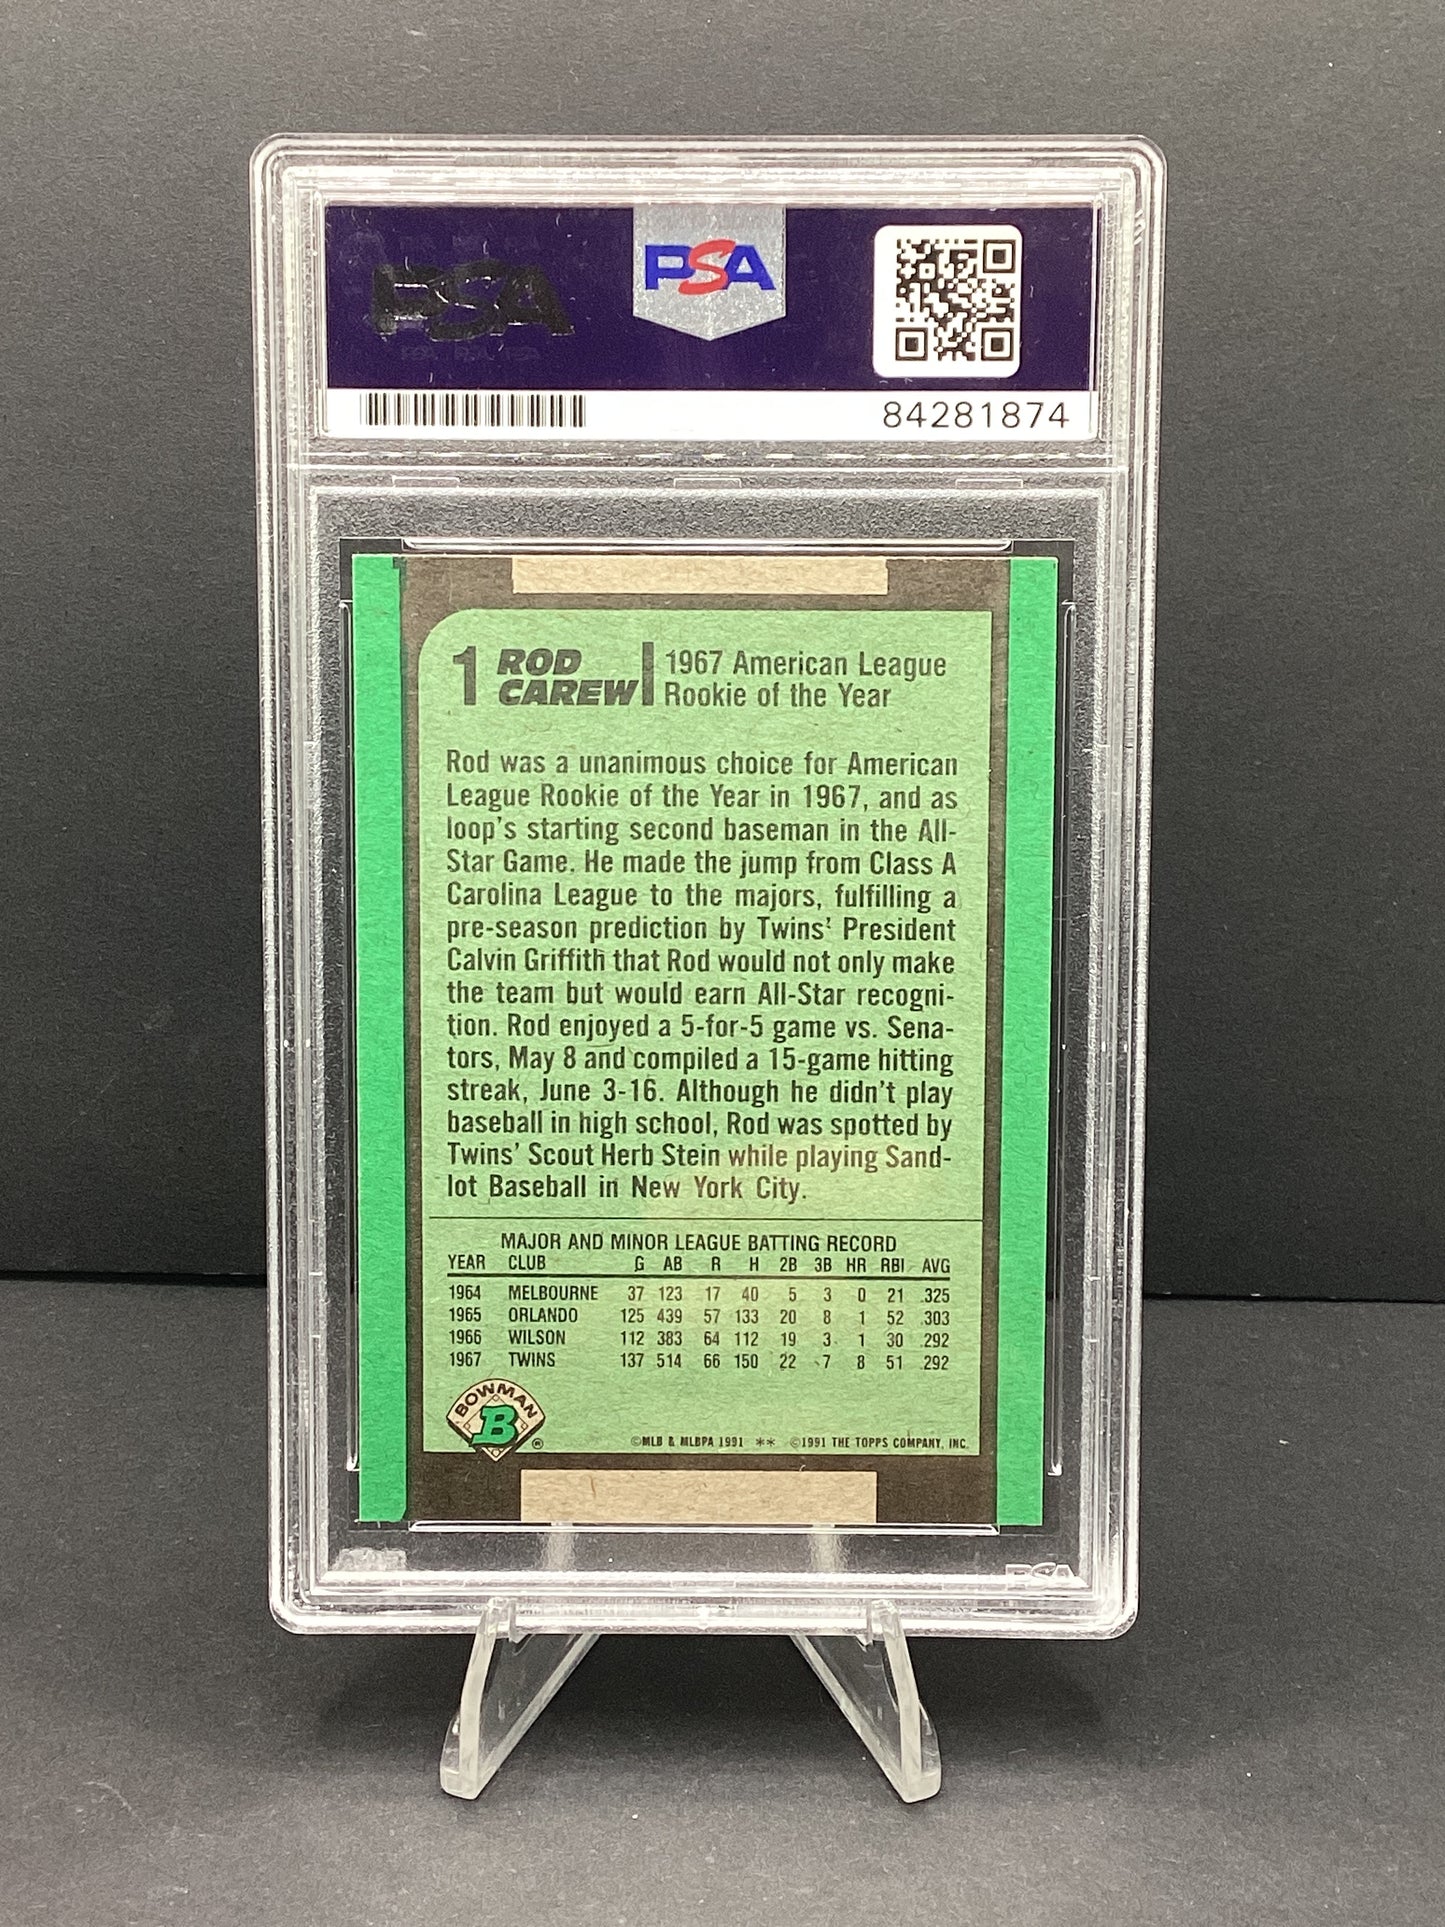 PSA
PSA
84281874
1 ROD CAREW
1967 American League
Rookie of the Year
Rod was a unanimous choice for American
League Rookie of the Year in 1967, and as
loop's starting second baseman in the All-
Star Game. He made the jump from Class A
Carolina League to the majors, fulfilling a
pre-season prediction by Twins' President
Calvin Griffith that Rod would not only make
the team but would earn All-Star recogni-
tion. Rod enjoyed a 5-for-5 game vs. Sena-
tors, May 8 and compiled a 15-game hitting
streak, June 3-16. Although he didn't play
baseball in high school, Rod was spotted by
Twins' Scout Herb Stein while playing Sand-
lot Baseball in New York City.
MAJOR AND MINOR LEAGUE BATTING RECORD
YEAR CLUB G AB R H 2B 3B HR RBI AVG
1964 MELBOURNE 37 123 17 40 5 3 0 21 .325
1965 ORLANDO 125 439 57 133 20 8 1 52 .303
1966 WILSON 112 383 64 112 19 3 1 30 .292
1967 TWINS 137 514 66 150 22 7 8 51 .292
BOWMAN
B
®
©MLB & MLBPA 1991 ** ©1991 THE TOPPS COMPANY, INC.
PSA